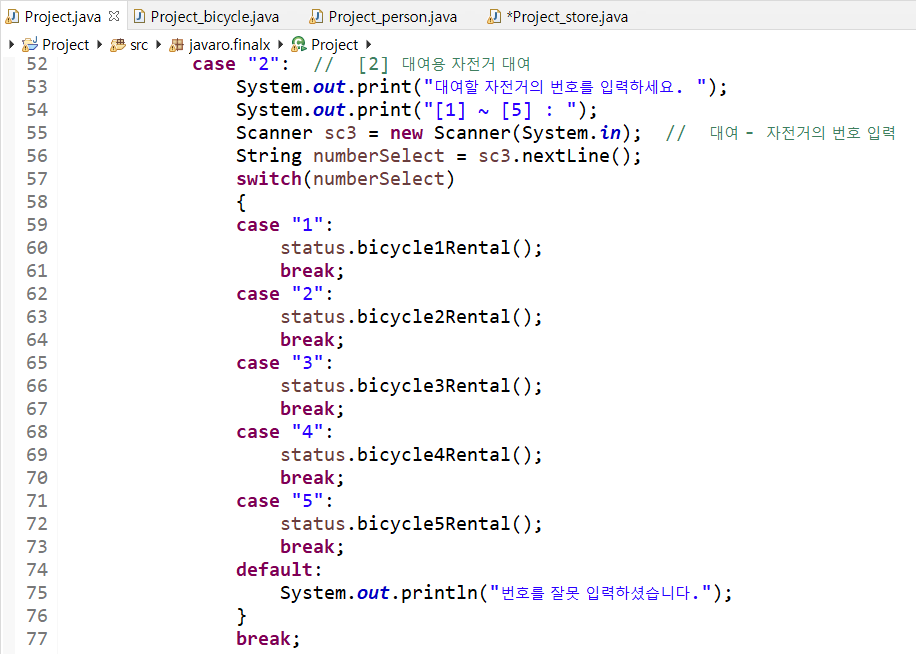 Project.java Project_bicycle.java Project_person.java *Project_store.java
Project src javaro.finalx Project
52 case "2": // [2] 대여용 자전거 대여
53 System.out.print("대여할 자전거의 번호를 입력하세요. ");
54 System.out.print("[1] ~ [5] : ");
55 Scanner sc3 = new Scanner(System.in); // 대여 - 자전거의 번호 입력
56 String numberSelect = sc3.nextLine();
57 switch(numberSelect)
58 {
59 case "1":
60 status.bicycle1Rental();
61 break;
62 case "2":
63 status.bicycle2Rental();
64 break;
65 case "3":
66 status.bicycle3Rental();
67 break;
68 case "4":
69 status.bicycle4Rental();
70 break;
71 case "5":
72 status.bicycle5Rental();
73 break;
74 default:
75 System.out.println("번호를 잘못 입력하셨습니다.");
76 }
77 break;